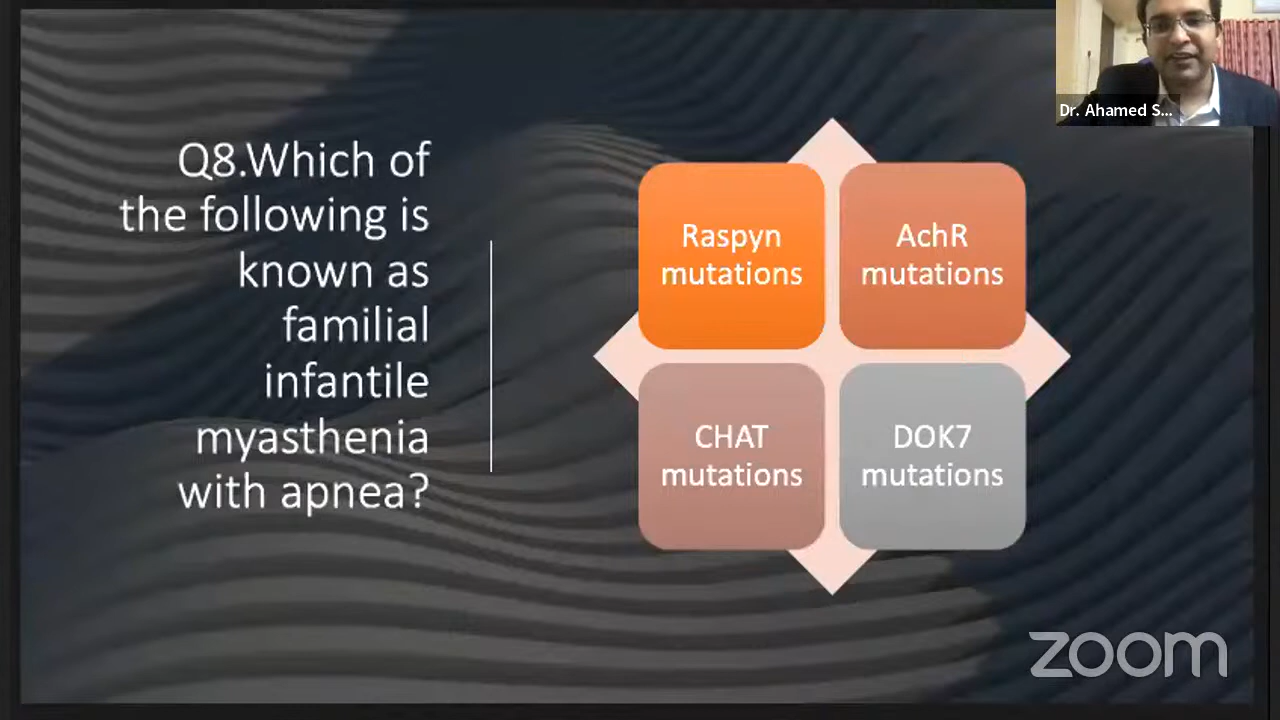 Dr. Ahamed S...
Q8.Which of
the following is
known as
familial
infantile
myasthenia
with apnea?
Raspyn
mutations
AchR
mutations
CHAT
mutations
DOK7
mutations
zoom